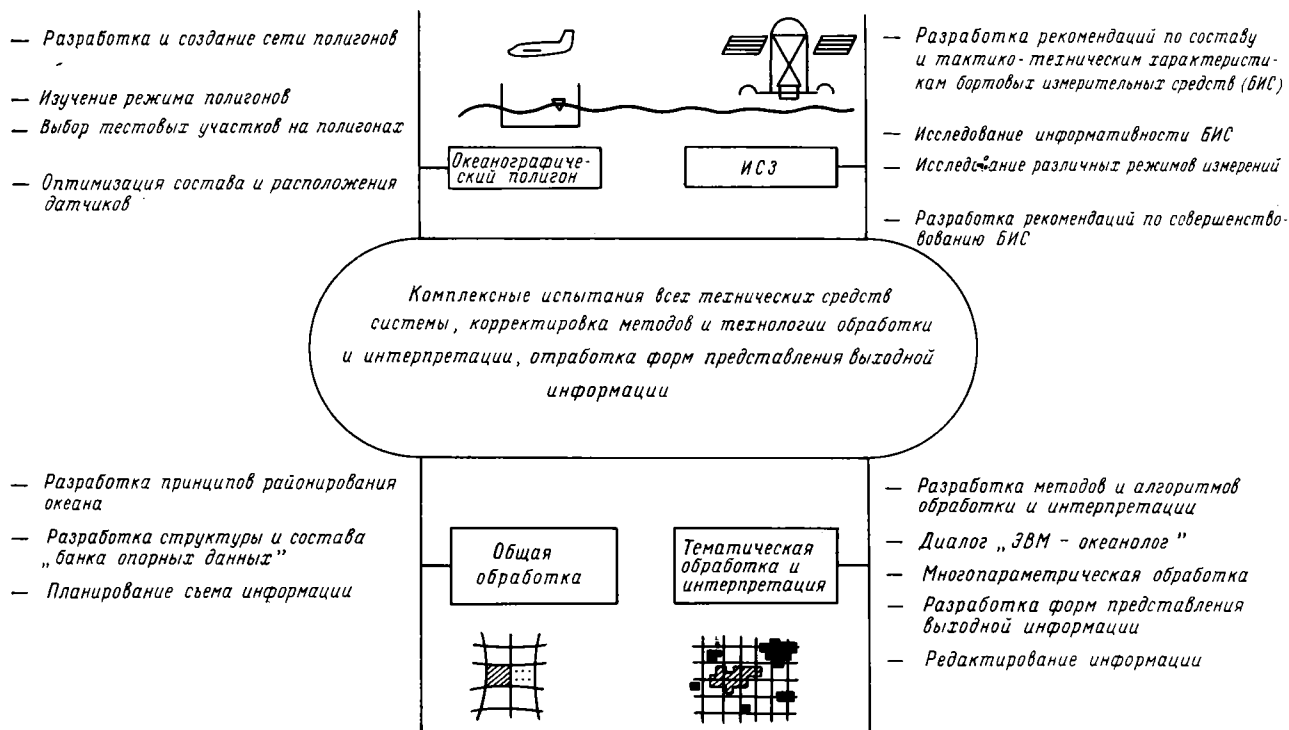 — Разработка и создание сети полигонов
— Изучение режима полигонов
— Выбор тестовых участков на полигонах
— Оптимизация состава и расположения
датчиков
Океанографиче-
ский полигон
ИСЗ
— Разработка рекомендаций по составу
и тактико-техническим характеристи-
кам бортовых измерительных средств (БИС)
— Исследование информативности БИС
— Исследование различных режимов измерений
— Разработка рекомендаций по совершенство-
вованию БИС
Комплексные испытания всех технических средств
системы, корректировка методов и технологии обработки
и интерпретации, отработка форм представления выходной
информации
— Разработка принципов районирования
океана
— Разработка структуры и состава
„банка опорных данных”
— Планирование съема информации
Общая
обработка
Тематическая
обработка и
интерпретация
— Разработка методов и алгоритмов
обработки и интерпретации
— Диалог „ЭВМ – океанолог”
— Многопараметрическая обработка
— Разработка форм представления
выходной информации
— Редактирование информации